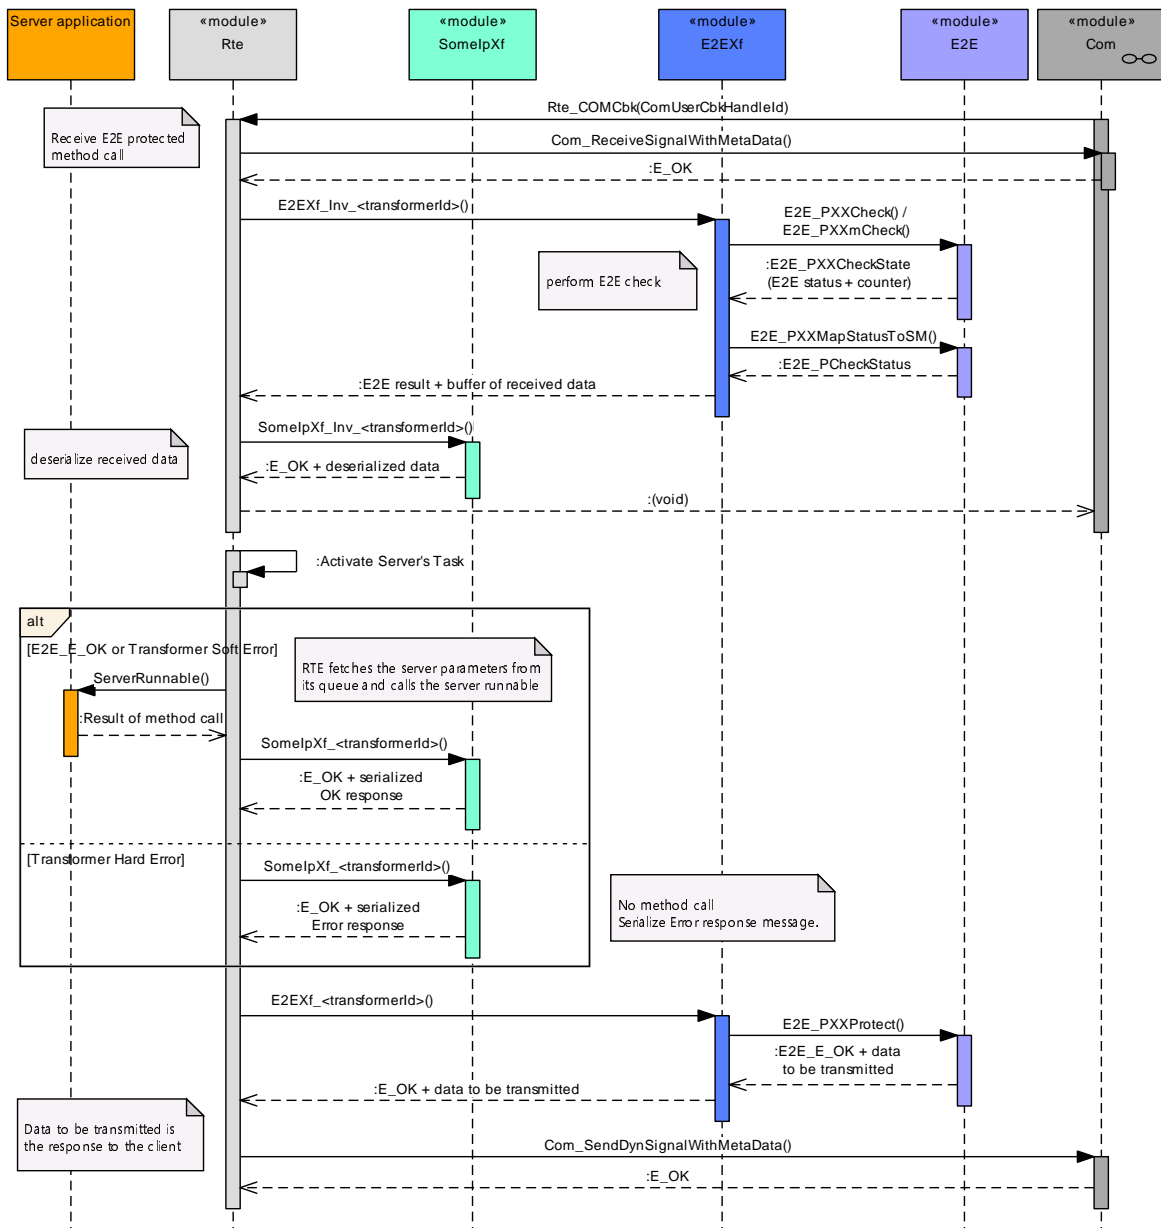 Server application
«module»
Rte
«module»
SomeIpXf
«module»
E2EXf
«module»
E2E
«module»
Com
Rte_COMCbk(ComUserCbkHandleId)
Receive E2E protected
method call
Com_ReceiveSignalWithMetaData()
:E_OK
E2EXf_Inv_<transformerId>()
E2E_PXXCheck() /
E2E_PXXmCheck()
perform E2E check
:E2E_PXXCheckState
(E2E status + counter)
E2E_PXXMapStatusToSM()
:E2E_PCheckStatus
:E2E result + buffer of received data
SomeIpXf_Inv_<transformerId>()
deserialize received data
:E_OK + deserialized data
:(void)
:Activate Server's Task
alt
[E2E_E_OK or Transformer Soft Error]
RTE fetches the server parameters from
its queue and calls the server runnable
ServerRunnable()
:Result of method call
SomeIpXf_<transformerId>()
:E_OK + serialized
OK response
[Transformer Hard Error]
SomeIpXf_<transformerId>()
:E_OK + serialized
Error response
No method call
Serialize Error response message.
E2EXf_<transformerId>()
E2E_PXXProtect()
:E2E_E_OK + data
to be transmitted
:E_OK + data to be transmitted
Data to be transmitted is
the response to the client
Com_SendDynSignalWithMetaData()
:E_OK